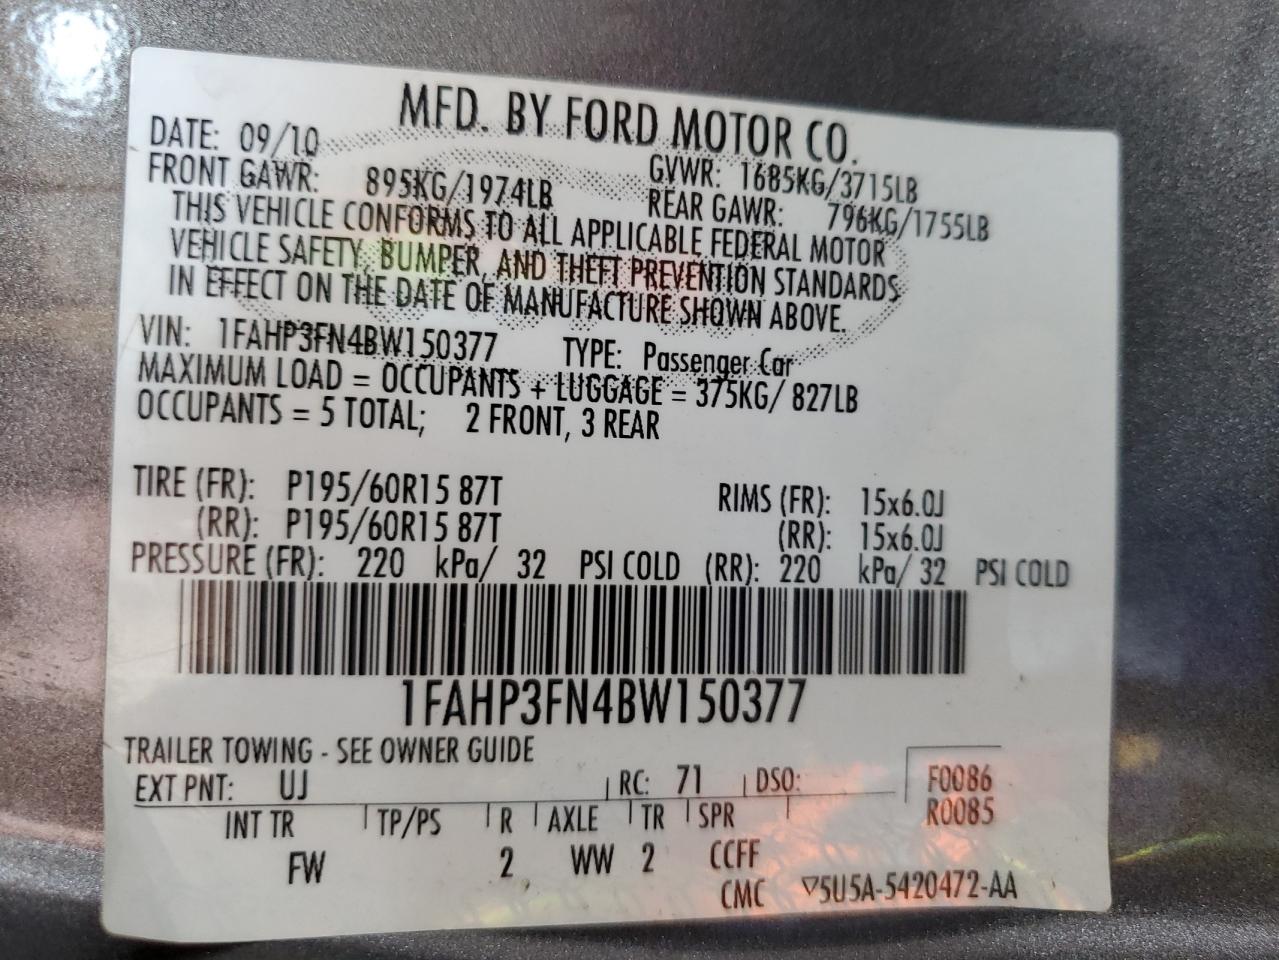 MFD. BY FORD MOTOR CO.
DATE: 09/10 GVWR: 1685KG/3715LB
FRONT GAWR: 895KG/1974LB REAR GAWR: 796KG/1755LB
THIS VEHICLE CONFORMS TO ALL APPLICABLE FEDERAL MOTOR
VEHICLE SAFETY, BUMPER, AND THEFT PREVENTION STANDARDS
IN EFFECT ON THE DATE OF MANUFACTURE SHOWN ABOVE.
VIN: 1FAHP3FN4BW150377 TYPE: Passenger Car
MAXIMUM LOAD = OCCUPANTS + LUGGAGE = 375KG/ 827LB
OCCUPANTS = 5 TOTAL; 2 FRONT, 3 REAR
TIRE (FR): P195/60R15 87T RIMS (FR): 15x6.0J
(RR): P195/60R15 87T (RR): 15x6.0J
PRESSURE (FR): 220 kPa/ 32 PSI COLD (RR): 220 kPa/ 32 PSI COLD
1FAHP3FN4BW150377
TRAILER TOWING - SEE OWNER GUIDE
EXT PNT: UJ RC: 71 DSO: F0086
R0085
INT TR TP/PS R AXLE TR SPR
FW 2 WW 2 CCFF
CMC ▽5U5A-5420472-AA